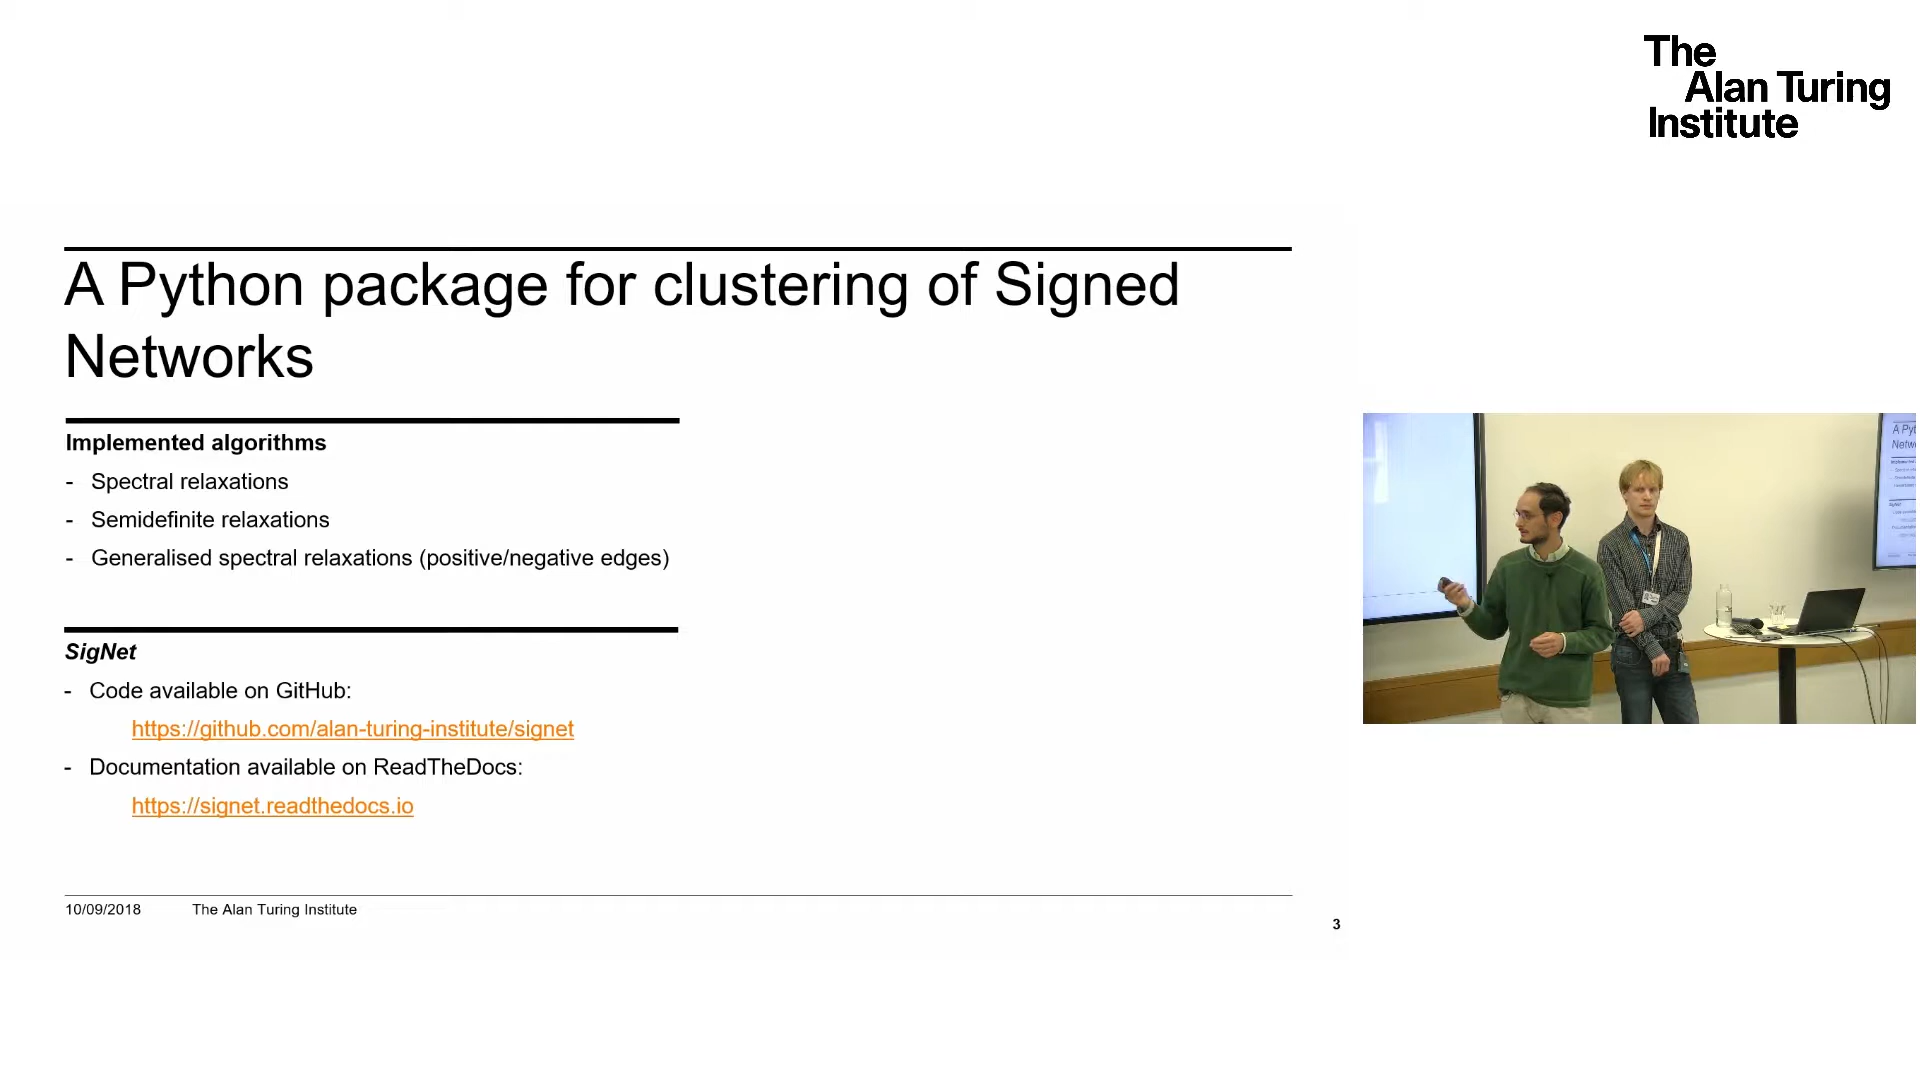 The
Alan Turing
Institute
A Python package for clustering of Signed
Networks
Implemented algorithms
- Spectral relaxations
- Semidefinite relaxations
- Generalised spectral relaxations (positive/negative edges)
SigNet
- Code available on GitHub:
https://github.com/alan-turing-institute/signet
- Documentation available on ReadTheDocs:
https://signet.readthedocs.io
10/09/2018 The Alan Turing Institute
3
A Pyt
Netw